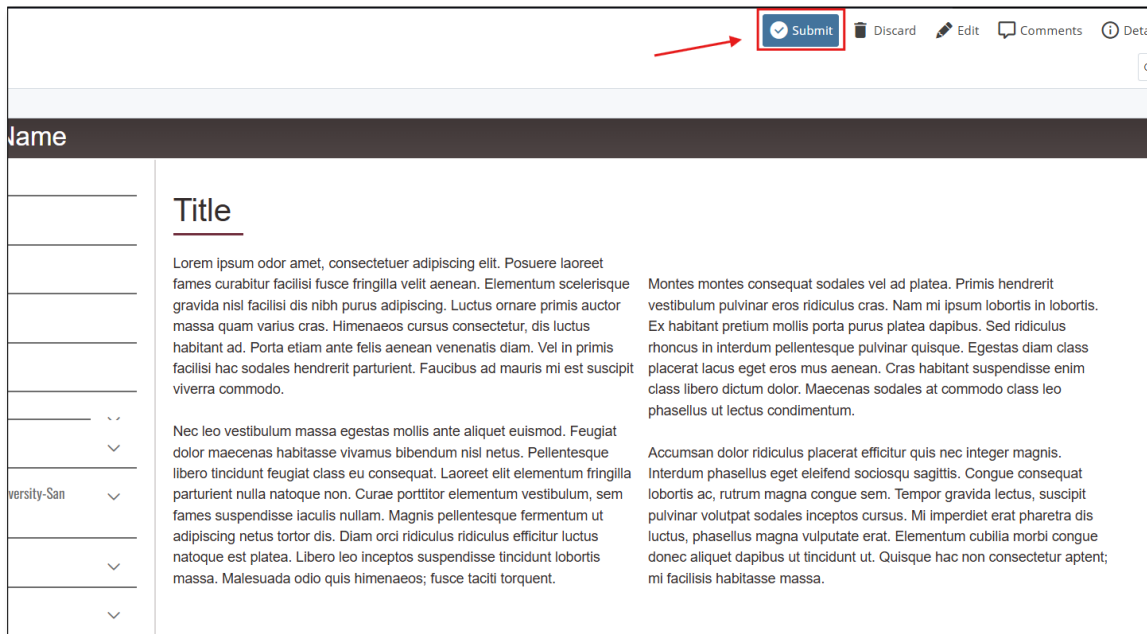 Submit Discard Edit Comments Deta
Name
versity-San
Title
Lorem ipsum odor amet, consectetuer adipiscing elit. Posuere laoreet
fames curabitur facilisi fusce fringilla velit aenean. Elementum scelerisque
gravida nisl facilisi dis nibh purus adipiscing. Luctus ornare primis auctor
massa quam varius cras. Himenaeos cursus consectetur, dis luctus
habitant ad. Porta etiam ante felis aenean venenatis diam. Vel in primis
facilisi hac sodales hendrerit parturient. Faucibus ad mauris mi est suscipit
viverra commodo.
Nec leo vestibulum massa egestas mollis ante aliquet euismod. Feugiat
dolor maecenas habitasse vivamus bibendum nisl netus. Pellentesque
libero tincidunt feugiat class eu consequat. Laoreet elit elementum fringilla
parturient nulla natoque non. Curae porttitor elementum vestibulum, sem
fames suspendisse iaculis nullam. Magnis pellentesque fermentum ut
adipiscing netus tortor dis. Diam orci ridiculus ridiculus efficitur luctus
natoque est platea. Libero leo inceptos suspendisse tincidunt lobortis
massa. Malesuada odio quis himenaeos; fusce taciti torquent.
Montes montes consequat sodales vel ad platea. Primis hendrerit
vestibulum pulvinar eros ridiculus cras. Nam mi ipsum lobortis in lobortis.
Ex habitant pretium mollis porta purus platea dapibus. Sed ridiculus
rhoncus in interdum pellentesque pulvinar quisque. Egestas diam class
placerat lacus eget eros mus aenean. Cras habitant suspendisse enim
class libero dictum dolor. Maecenas sodales at commodo class leo
phasellus ut lectus condimentum.
Accumsan dolor ridiculus placerat efficitur quis nec integer magnis.
Interdum phasellus eget eleifend sociosqu sagittis. Congue consequat
lobortis ac, rutrum magna congue sem. Tempor gravida lectus, suscipit
pulvinar volutpat sodales inceptos cursus. Mi imperdiet erat pharetra dis
luctus, phasellus magna vulputate erat. Elementum cubilia morbi congue
donec aliquet dapibus ut tincidunt ut. Quisque hac non consectetur aptent;
mi facilisis habitasse massa.